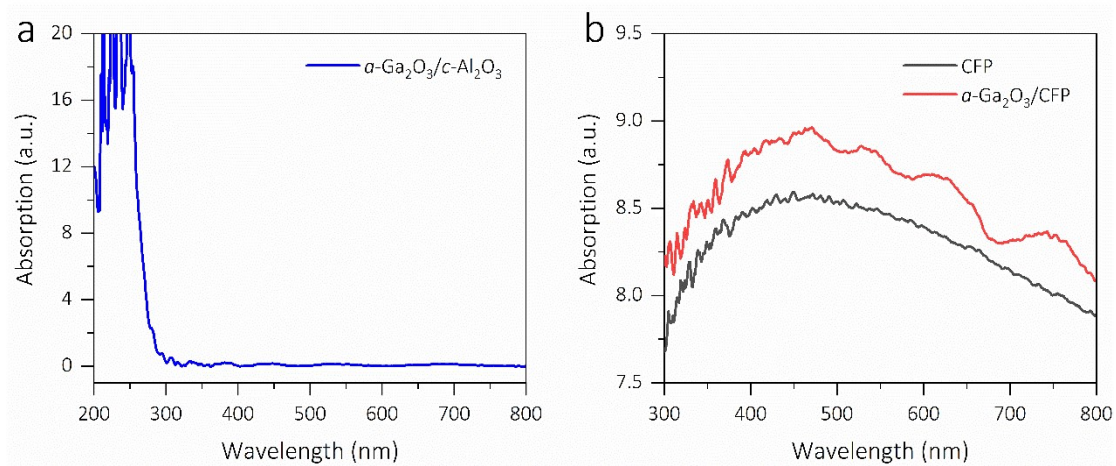 a
Absorption (a.u.)
20
16
12
8
4
0
a-Ga₂O₃/c-Al₂O₃
200 300 400 500 600 700 800
Wavelength (nm)
b
Absorption (a.u.)
9.5
9.0
8.5
8.0
7.5
CFP
a-Ga₂O₃/CFP
300 400 500 600 700 800
Wavelength (nm)